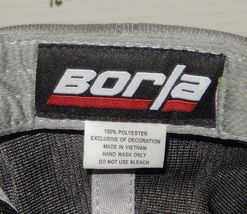 Borla
100% POLYESTER
EXCLUSIVE OF DECORATION
MADE IN VIETNAM
HAND WASH ONLY
DO NOT USE BLEACH